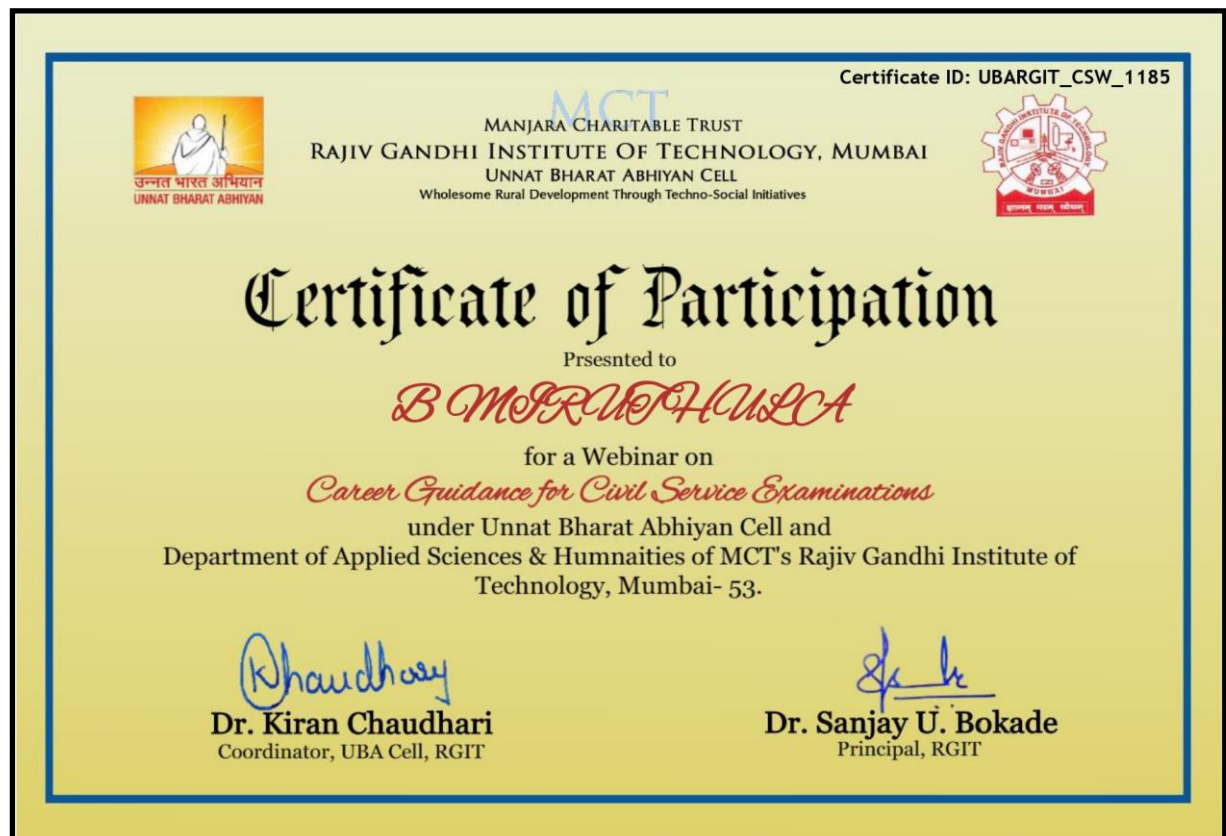 Certificate ID: UBARGIT_CSW_1185
MCT
MANJARA CHARITABLE TRUST
RAJIV GANDHI INSTITUTE OF TECHNOLOGY, MUMBAI
UNNAT BHARAT ABHIYAN CELL
Wholesome Rural Development Through Techno-Social Initiatives
उन्नत भारत अभियान
UNNAT BHARAT ABHIYAN
RAJIV GANDHI INSTITUTE OF TECHNOLOGY
MUMBAI
Certificate of Participation
Prsesnted to
B MIRUTHULA
for a Webinar on
Career Guidance for Civil Service Examinations
under Unnat Bharat Abhiyan Cell and
Department of Applied Sciences & Humnaities of MCT's Rajiv Gandhi Institute of
Technology, Mumbai- 53.
KChaudhary
Dr. Kiran Chaudhari
Coordinator, UBA Cell, RGIT
Dr. Sanjay U. Bokade
Principal, RGIT